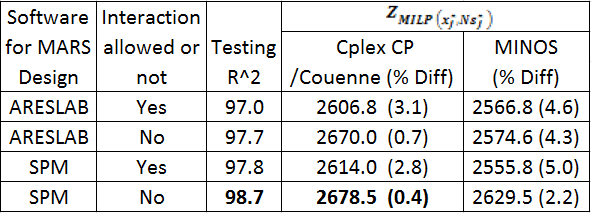 Software for MARS Design
Interaction allowed or not
Testing R^2
Z_MILP (x_j^*, Ns_j^*)
Cplex CP /Couenne (% Diff)
MINOS (% Diff)
ARESLAB Yes 97.0 2606.8 (3.1) 2566.8 (4.6)
ARESLAB No 97.7 2670.0 (0.7) 2574.6 (4.3)
SPM Yes 97.8 2614.0 (2.8) 2555.8 (5.0)
SPM No 98.7 2678.5 (0.4) 2629.5 (2.2)